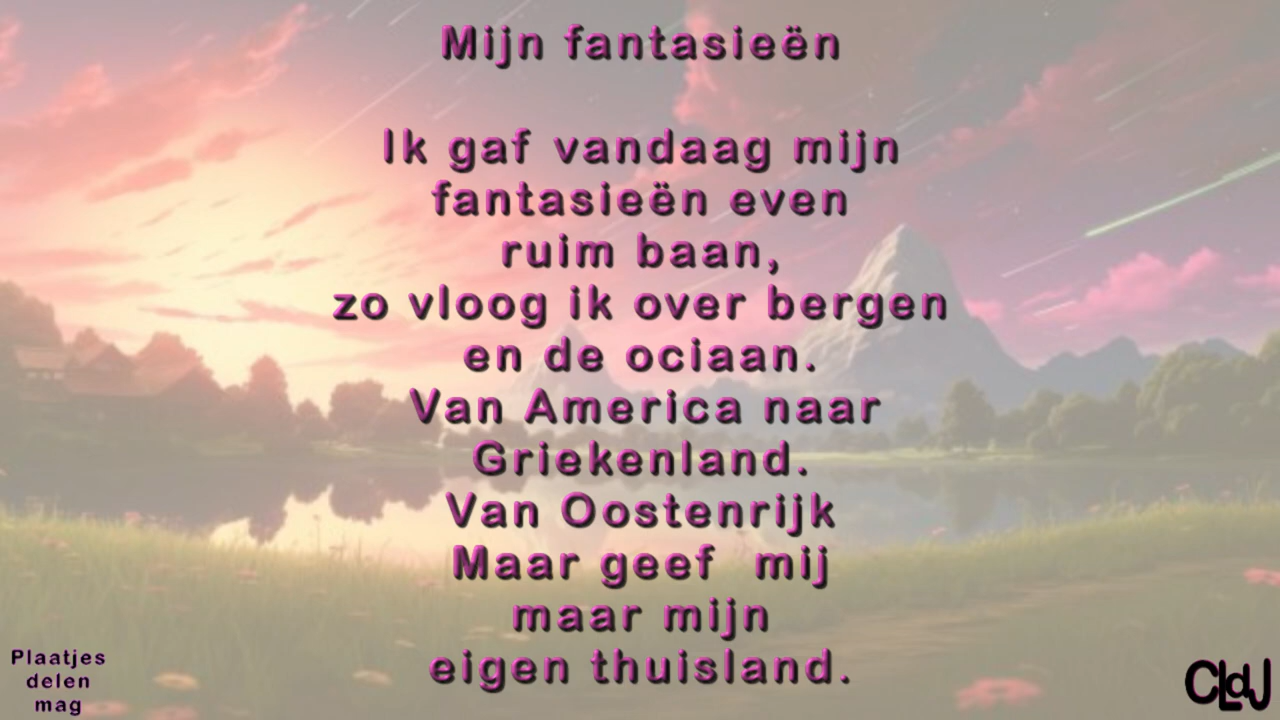 Mijn fantasieën
Ik gaf vandaag mijn
fantasieën even
ruim baan,
zo vloog ik over bergen
en de ociaan.
Van America naar
Griekenland.
Van Oostenrijk
Maar geef mij
maar mijn
eigen thuisland.
Plaatjes
delen
mag
CLdJ